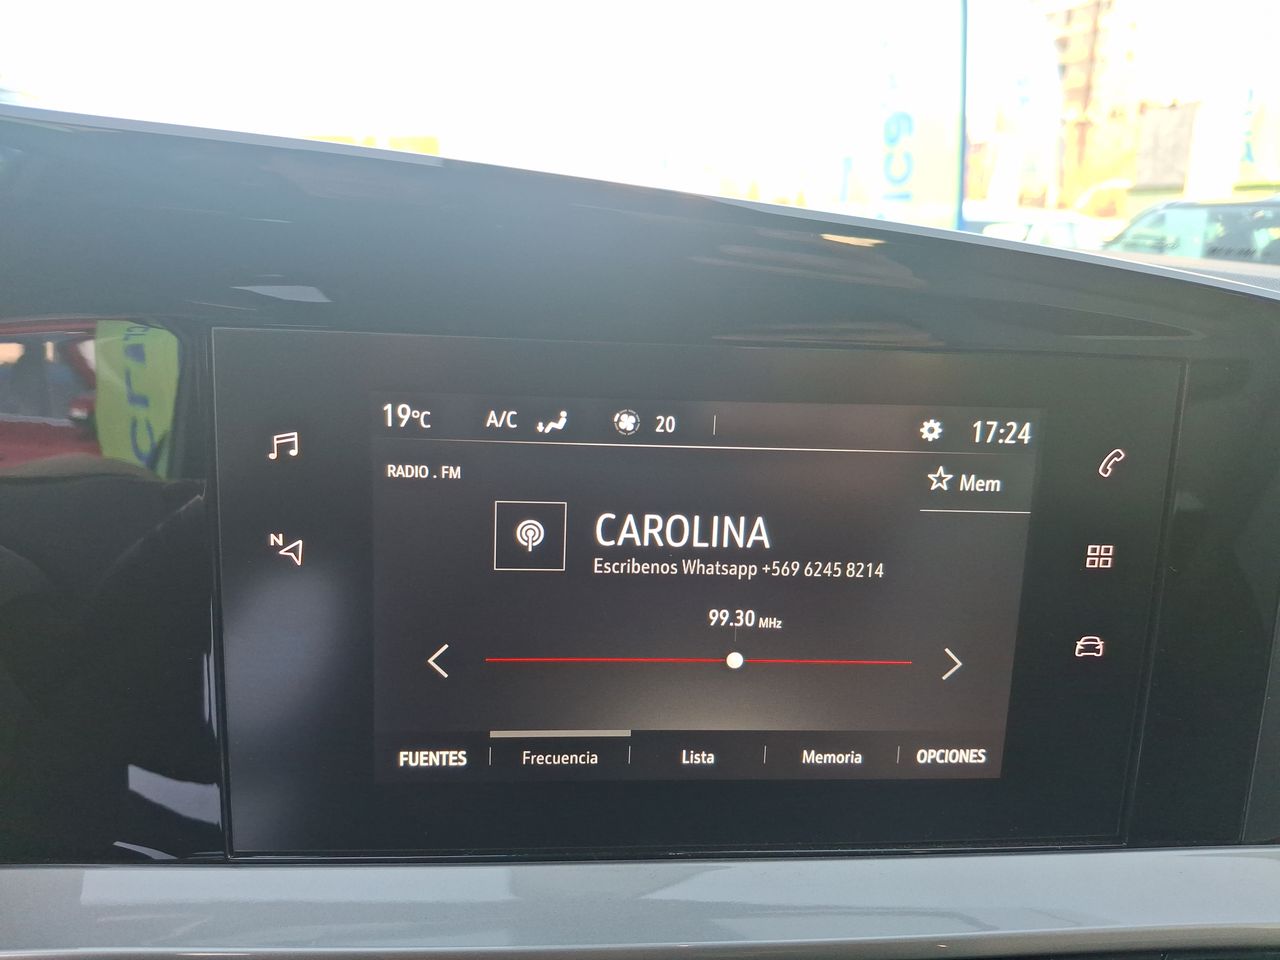 19°C A/C 20 17:24
RADIO . FM
Mem
CAROLINA
Escribenos Whatsapp +569 6245 8214
99.30 MHz
N
FUENTES Frecuencia Lista Memoria OPCIONES